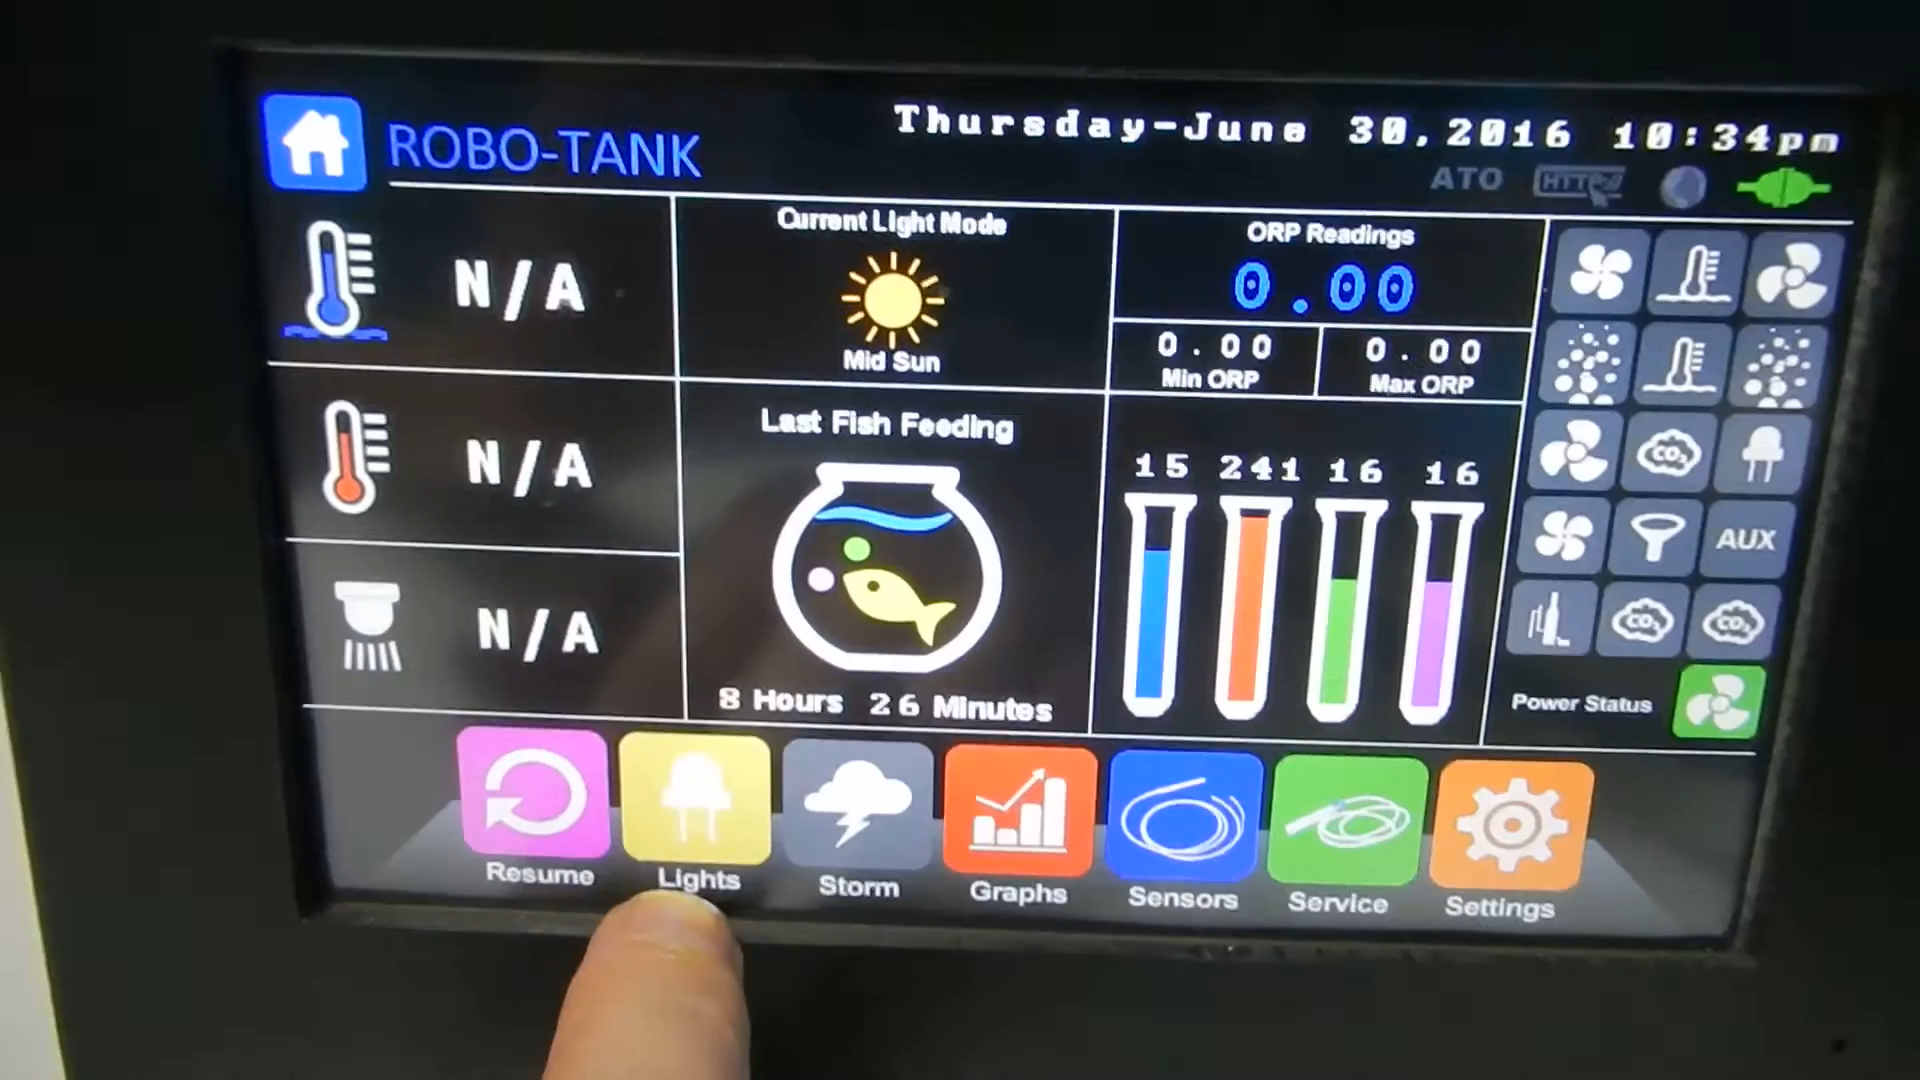 ROBO-TANK
Thursday-June 30,2016 10:34pm
ATO HTTP://
N/A
N/A
N/A
Current Light Mode
Mid Sun
Last Fish Feeding
8 Hours 26 Minutes
ORP Readings
0.00
0.00
Min ORP
0.00
Max ORP
15 241 16 16
CO2
AUX
CO2 CO2
Power Status
Resume
Lights
Storm
Graphs
Sensors
Service
Settings